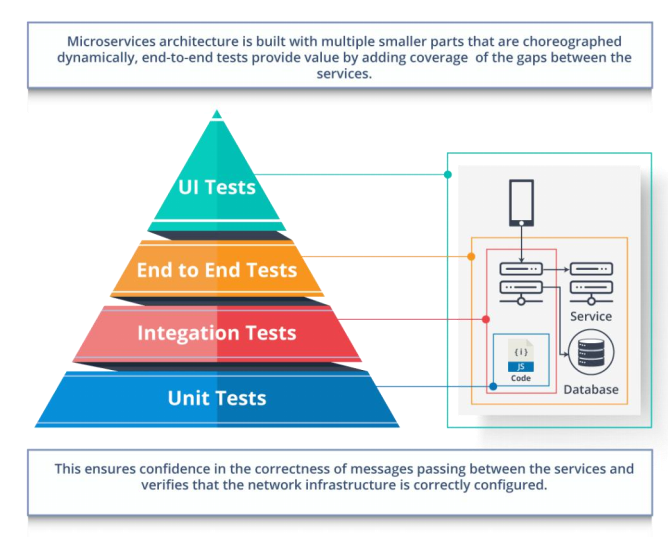 Microservices architecture is built with multiple smaller parts that are choreographed
dynamically, end-to-end tests provide value by adding coverage of the gaps between the
services.
UI Tests
End to End Tests
Integation Tests
Unit Tests
Service
{i}
JS
Code
Database
This ensures confidence in the correctness of messages passing between the services and
verifies that the network infrastructure is correctly configured.